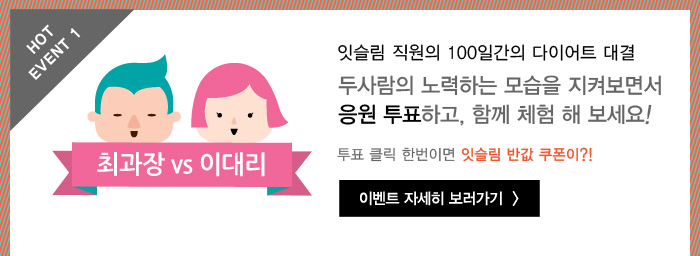 HOT
EVENT 1
잇슬림 직원의 100일간의 다이어트 대결
두사람의 노력하는 모습을 지켜보면서
응원 투표하고, 함께 체험 해 보세요!
최과장 vs 이대리
투표 클릭 한번이면 잇슬림 반값 쿠폰이?!
이벤트 자세히 보러가기 >